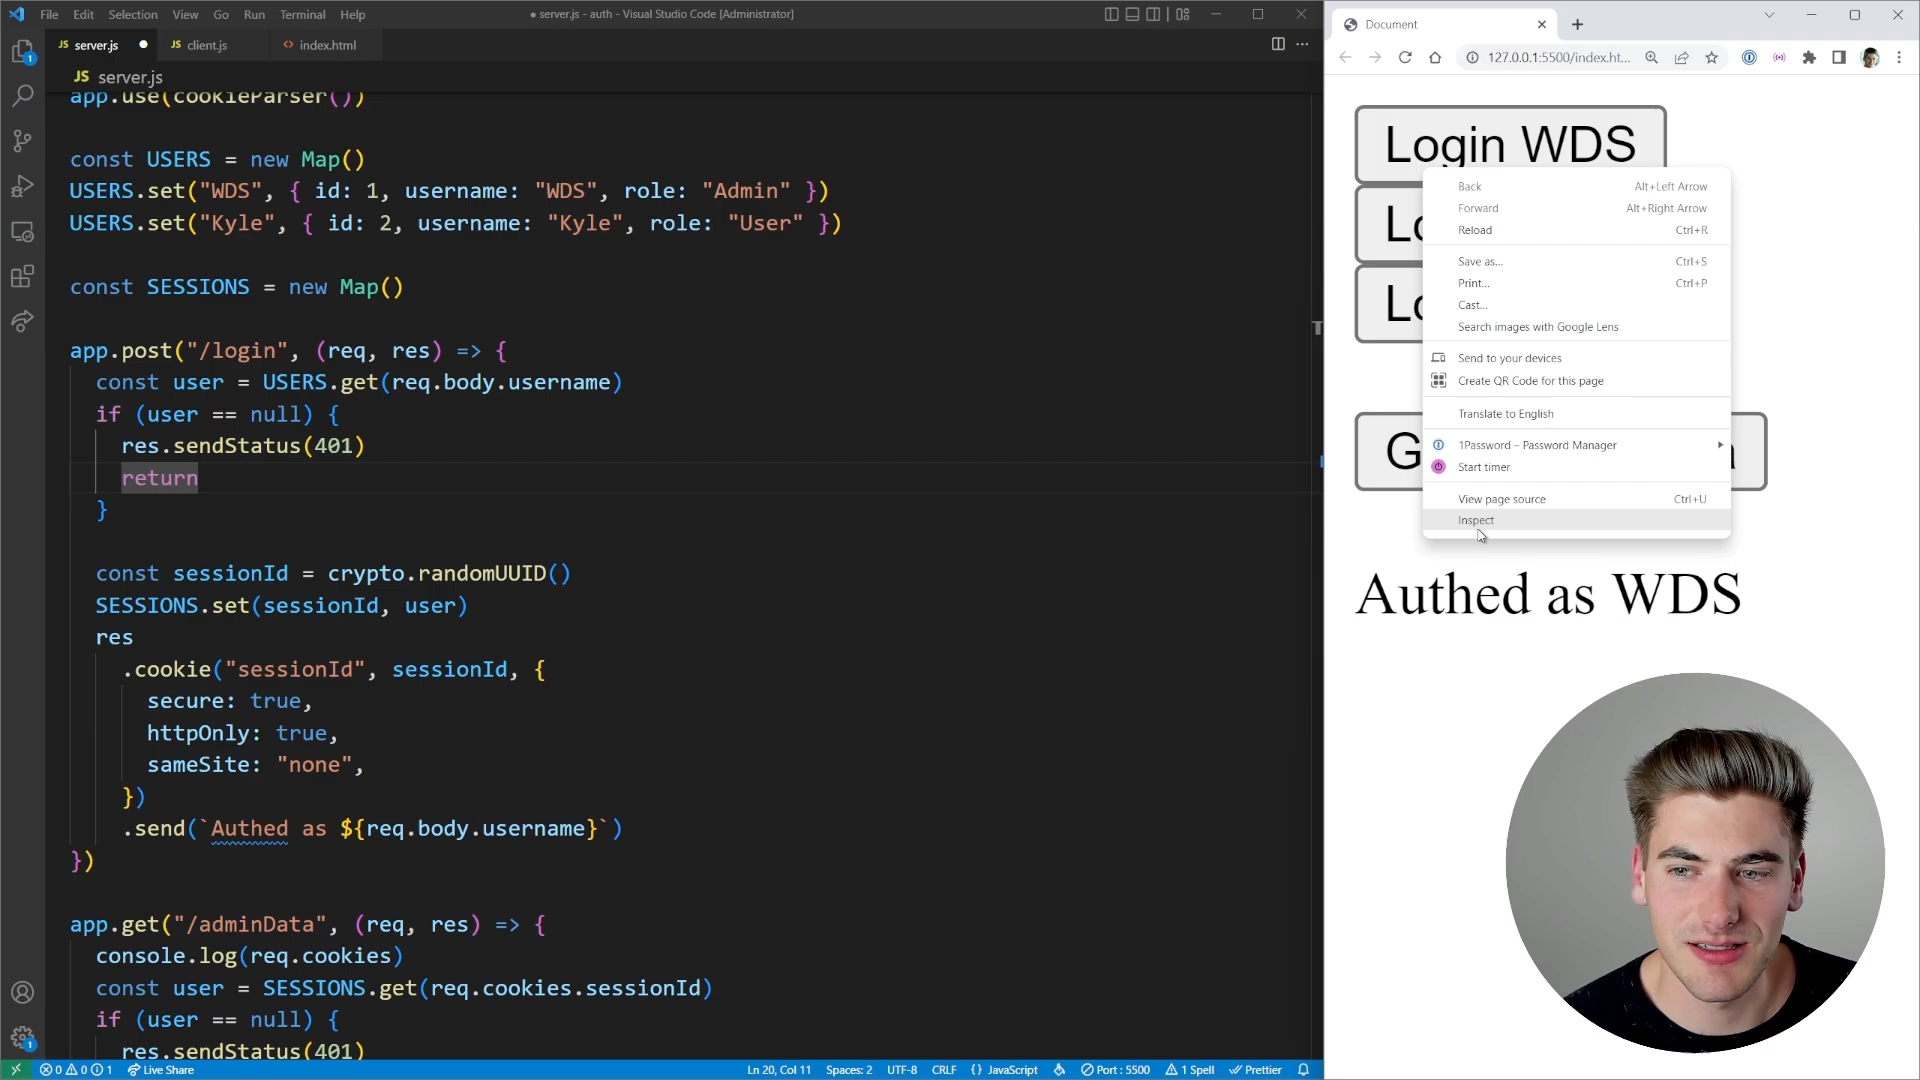 File Edit Selection View Go Run Terminal Help
● server.js - auth - Visual Studio Code [Administrator]
JS server.js
JS client.js
<> index.html
JS server.js
app.use(cookieParser())
const USERS = new Map()
USERS.set("WDS", { id: 1, username: "WDS", role: "Admin" })
USERS.set("Kyle", { id: 2, username: "Kyle", role: "User" })
const SESSIONS = new Map()
app.post("/login", (req, res) => {
const user = USERS.get(req.body.username)
if (user == null) {
res.sendStatus(401)
return
}
const sessionId = crypto.randomUUID()
SESSIONS.set(sessionId, user)
res
.cookie("sessionId", sessionId, {
secure: true,
httpOnly: true,
sameSite: "none",
})
.send(`Authed as ${req.body.username}`)
})
app.get("/adminData", (req, res) => {
console.log(req.cookies)
const user = SESSIONS.get(req.cookies.sessionId)
if (user == null) {
res.sendStatus(401)
1
1
0 0 1 Live Share
Ln 20, Col 11 Spaces: 2 UTF-8 CRLF {} JavaScript Port : 5500 1 Spell Prettier
Document
127.0.0.1:5500/index.ht...
Login WDS
Lo
Lo
G
Back Alt+Left Arrow
Forward Alt+Right Arrow
Reload Ctrl+R
Save as... Ctrl+S
Print... Ctrl+P
Cast...
Search images with Google Lens
Send to your devices
Create QR Code for this page
Translate to English
1Password – Password Manager
Start timer
View page source Ctrl+U
Inspect
Authed as WDS